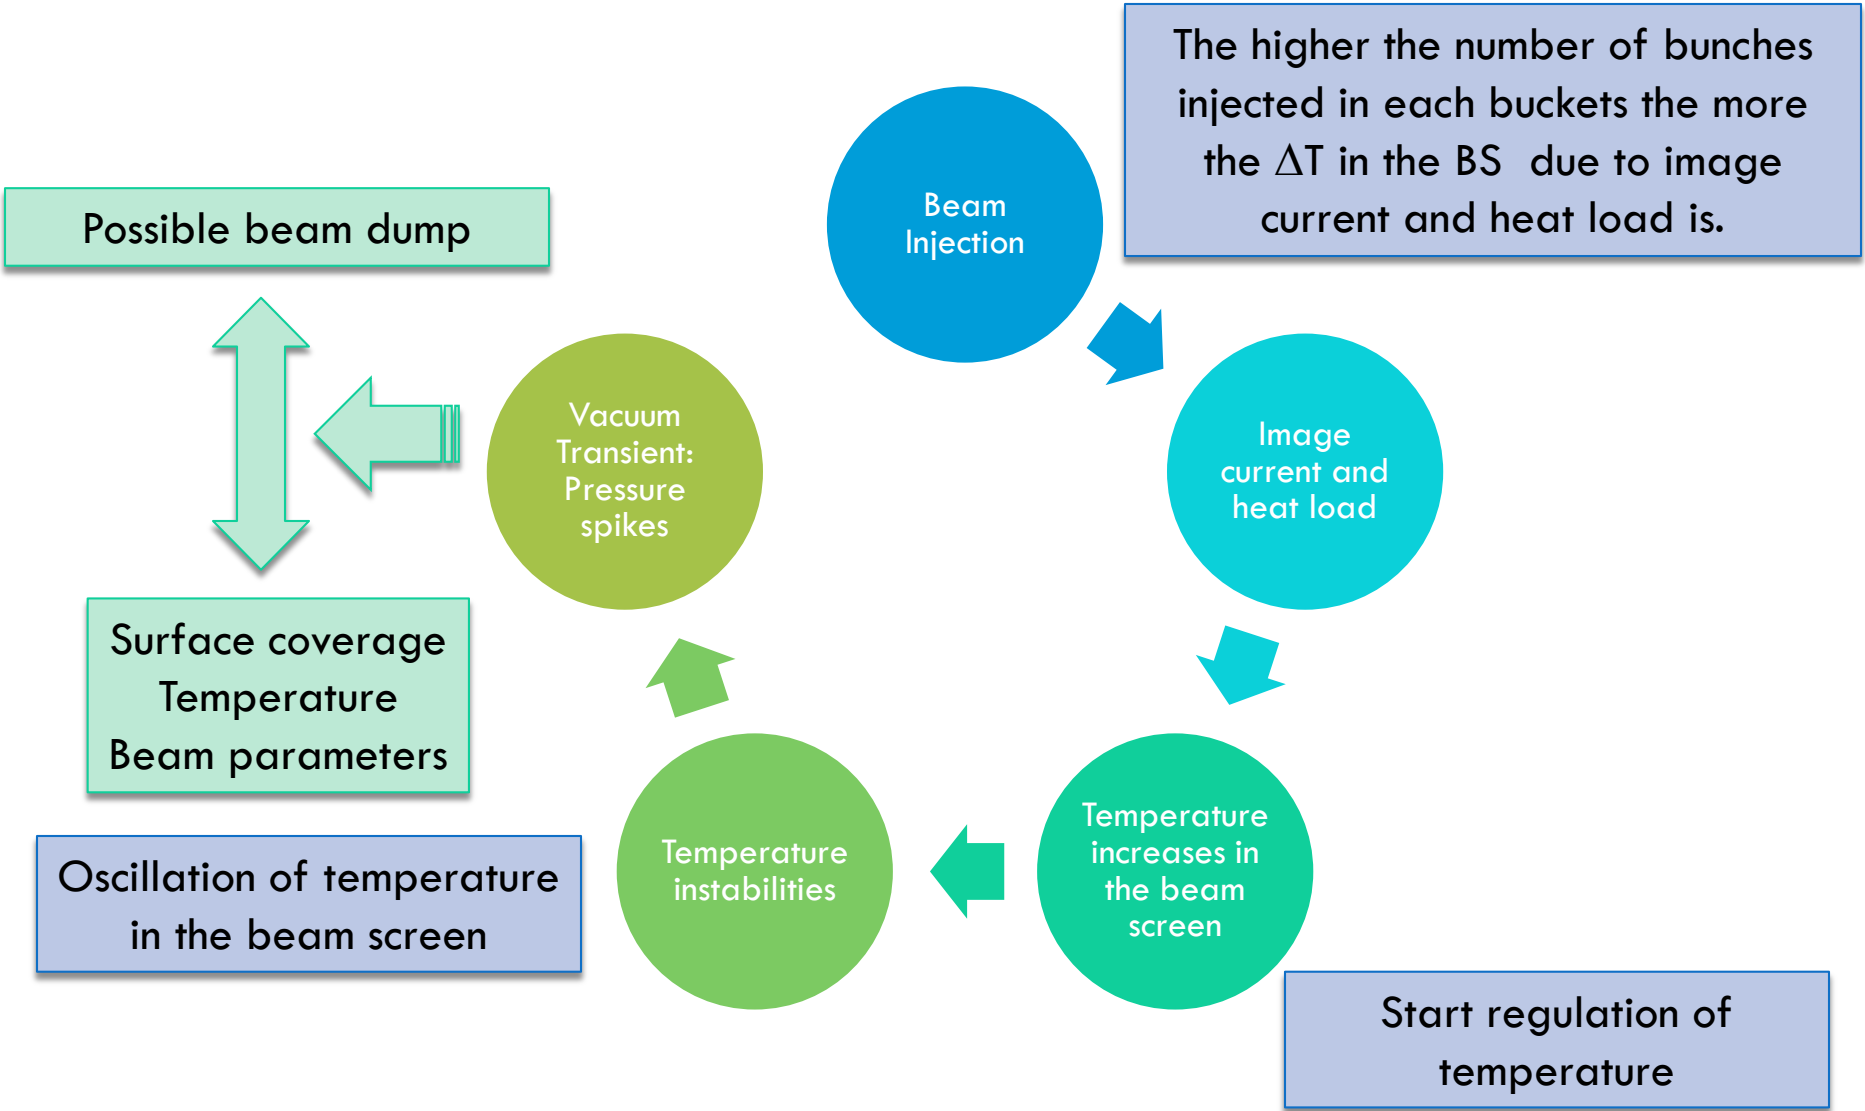 The higher the number of bunches
injected in each buckets the more
the ΔT in the BS due to image
current and heat load is.
Beam
Injection
Possible beam dump
Vacuum
Transient:
Pressure
spikes
Image
current and
heat load
Surface coverage
Temperature
Beam parameters
Temperature
instabilities
Temperature
increases in
the beam
screen
Oscillation of temperature
in the beam screen
Start regulation of
temperature